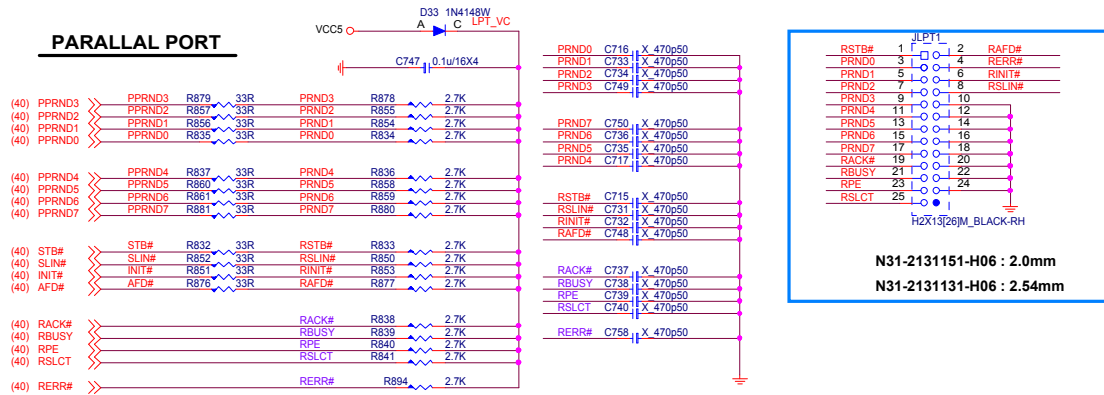 PARALLAL PORT
D33 1N4148W
VCC5 A C LPT_VC
C747 0.1u/16X4
(40) PPRND3 PPRND3 R879 33R PRND3 R878 2.7K
(40) PPRND2 PPRND2 R857 33R PRND2 R855 2.7K
(40) PPRND1 PPRND1 R856 33R PRND1 R854 2.7K
(40) PPRND0 PPRND0 R835 33R PRND0 R834 2.7K
(40) PPRND4 PPRND4 R837 33R PRND4 R836 2.7K
(40) PPRND5 PPRND5 R860 33R PRND5 R858 2.7K
(40) PPRND6 PPRND6 R861 33R PRND6 R859 2.7K
(40) PPRND7 PPRND7 R881 33R PRND7 R880 2.7K
(40) STB# STB# R832 33R RSTB# R833 2.7K
(40) SLIN# SLIN# R852 33R RSLIN# R850 2.7K
(40) INIT# INIT# R851 33R RINIT# R853 2.7K
(40) AFD# AFD# R876 33R RAFD# R877 2.7K
(40) RACK# RACK# R838 2.7K
(40) RBUSY RBUSY R839 2.7K
(40) RPE RPE R840 2.7K
(40) RSLCT RSLCT R841 2.7K
(40) RERR# RERR# R894 2.7K
PRND0 C716 X_470p50
PRND1 C733 X_470p50
PRND2 C734 X_470p50
PRND3 C749 X_470p50
PRND7 C750 X_470p50
PRND6 C736 X_470p50
PRND5 C735 X_470p50
PRND4 C717 X_470p50
RSTB# C715 X_470p50
RSLIN# C731 X_470p50
RINIT# C732 X_470p50
RAFD# C748 X_470p50
RACK# C737 X_470p50
RBUSY C738 X_470p50
RPE C739 X_470p50
RSLCT C740 X_470p50
RERR# C758 X_470p50
JLPT1
RSTB# 1 2 RAFD#
PRND0 3 4 RERR#
PRND1 5 6 RINIT#
PRND2 7 8 RSLIN#
PRND3 9 10
PRND4 11 12
PRND5 13 14
PRND6 15 16
PRND7 17 18
RACK# 19 20
RBUSY 21 22
RPE 23 24
RSLCT 25
H2X13[26]M_BLACK-RH
N31-2131151-H06 : 2.0mm
N31-2131131-H06 : 2.54mm